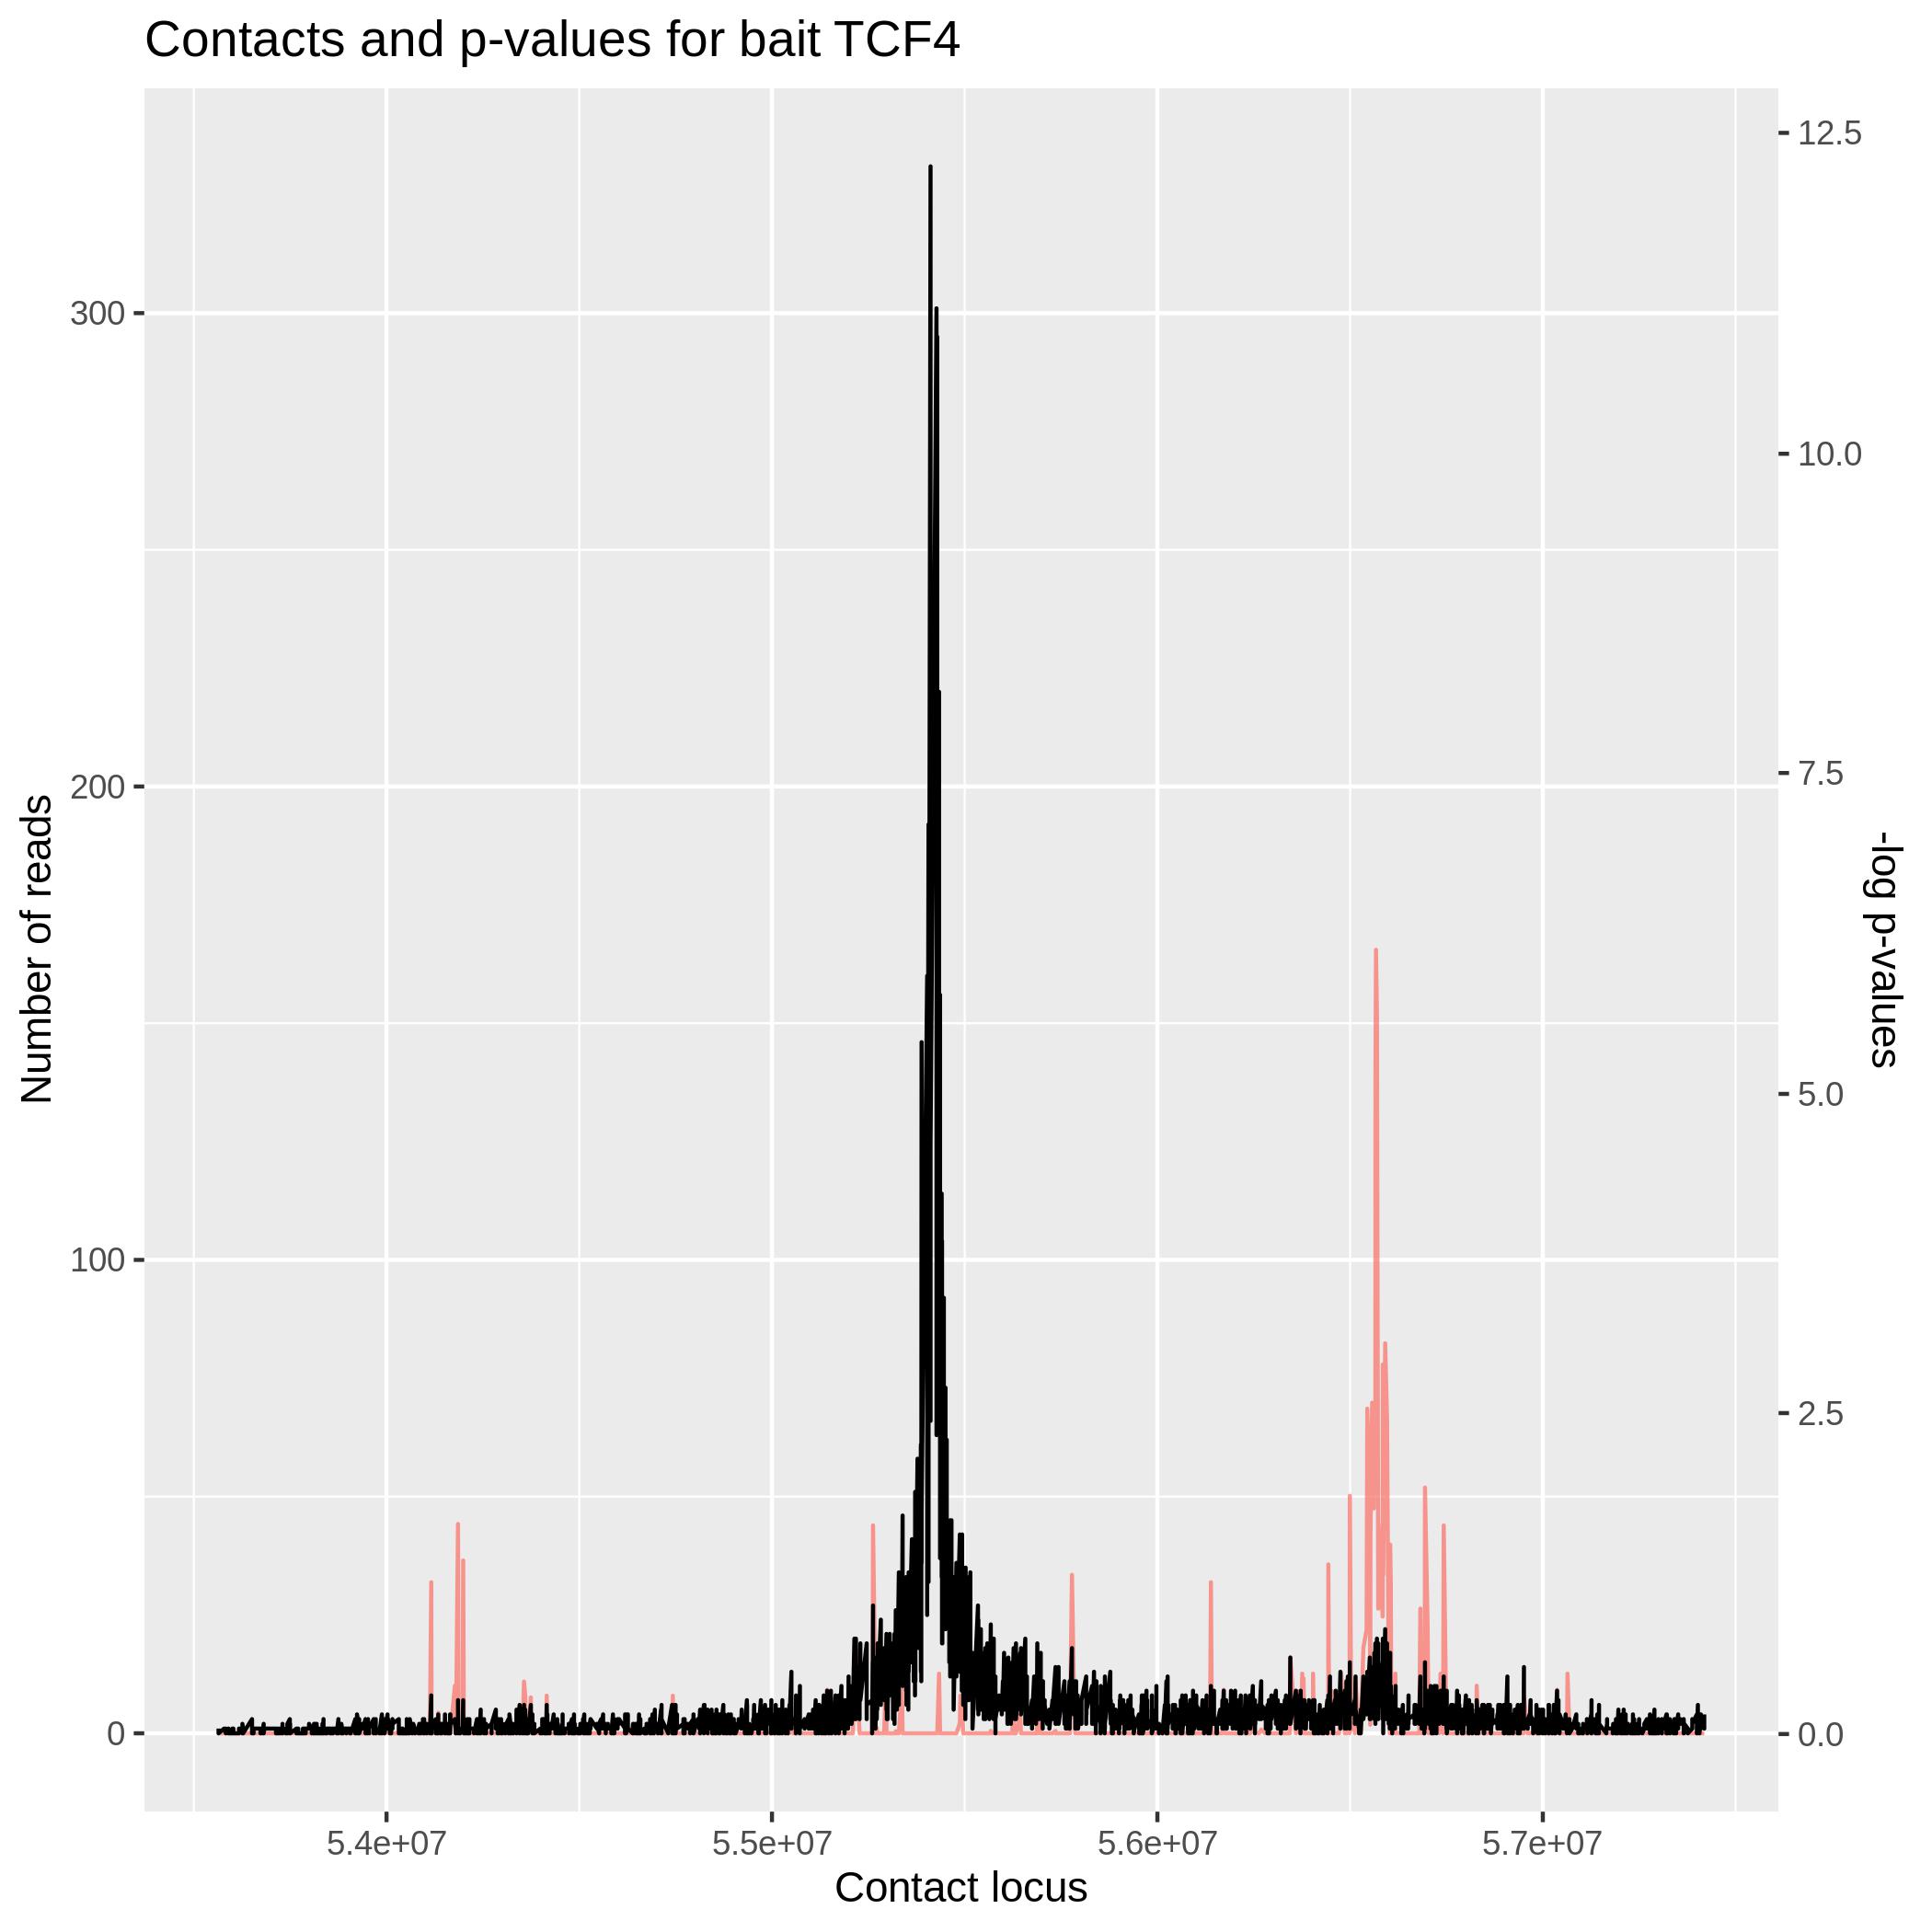 Contacts and p-values for bait TCF4
12.5
300
10.0
200
7.5
Number of reads
-log p-values
5.0
100
2.5
0
0.0
5.4e+07 5.5e+07 5.6e+07 5.7e+07
Contact locus